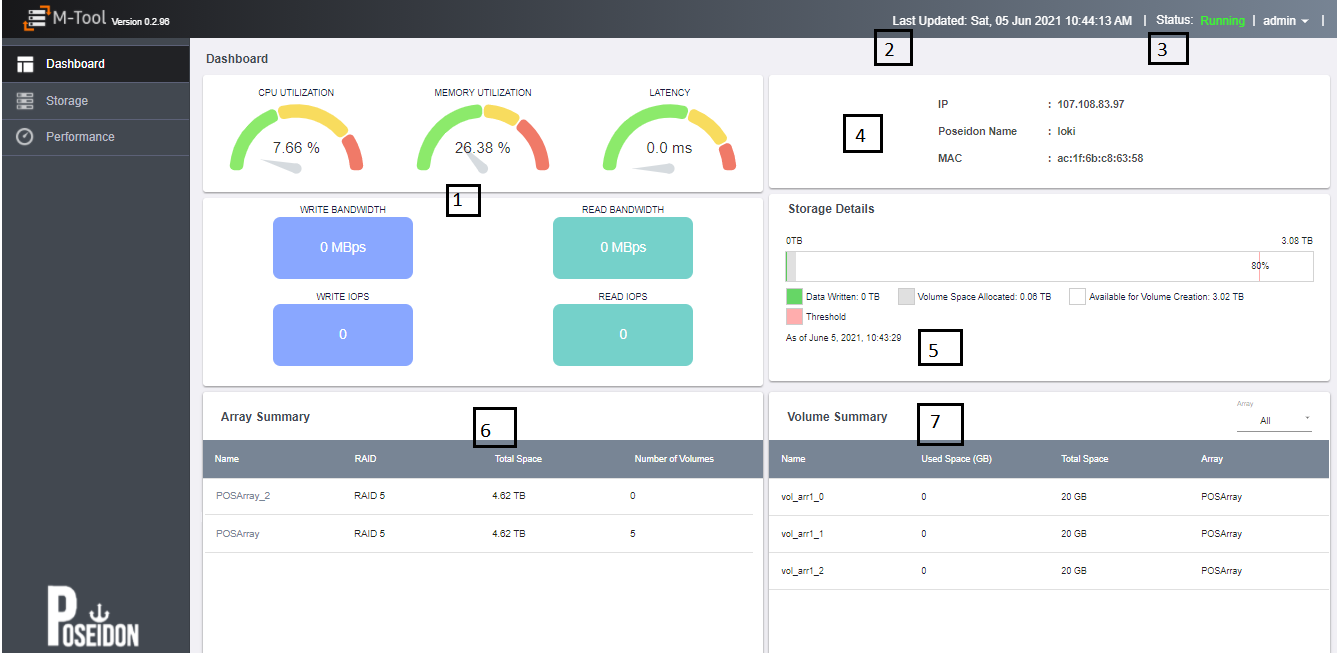 M-Tool Version 0.2.96
Last Updated: Sat, 05 Jun 2021 10:44:13 AM | Status: Running | admin |
2
3
Dashboard
Storage
Performance
POSEIDON
Dashboard
CPU UTILIZATION MEMORY UTILIZATION LATENCY
7.66 % 26.38 % 0.0 ms
1
WRITE BANDWIDTH READ BANDWIDTH
0 MBps 0 MBps
WRITE IOPS READ IOPS
0 0
4
IP : 107.108.83.97
Poseidon Name : loki
MAC : ac:1f:6b:c8:63:58
Storage Details
0TB 3.08 TB
80%
Data Written: 0 TB Volume Space Allocated: 0.06 TB Available for Volume Creation: 3.02 TB
Threshold
As of June 5, 2021, 10:43:29
5
Array Summary
6
Name RAID Total Space Number of Volumes
POSArray_2 RAID 5 4.62 TB 0
POSArray RAID 5 4.62 TB 5
Volume Summary
7
Array
All
Name Used Space (GB) Total Space Array
vol_arr1_0 0 20 GB POSArray
vol_arr1_1 0 20 GB POSArray
vol_arr1_2 0 20 GB POSArray